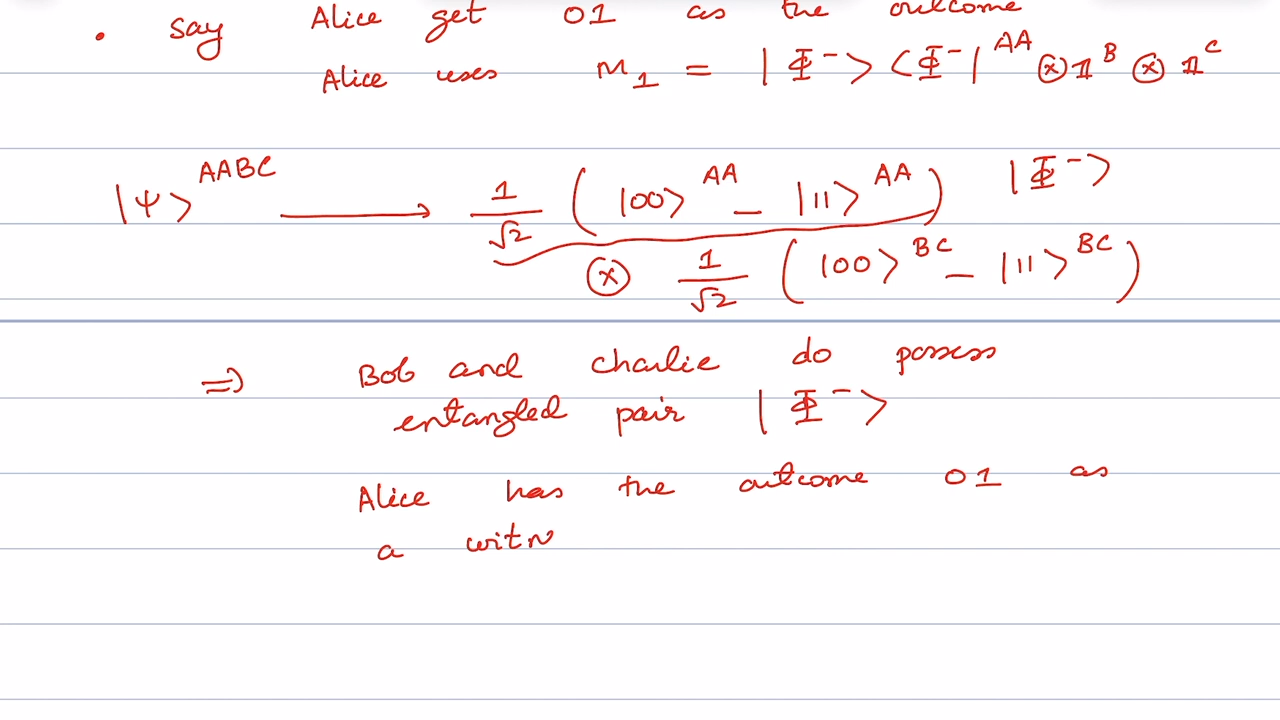 • say Alice get 01 as the outcome
Alice uses M₁ = |Φ⁻><Φ⁻|ᴬᴬ ⊗ 𝟙ᴮ ⊗ 𝟙ᶜ
|ψ>ᴬᴬᴮᶜ ⟶ 1/√2 (|00>ᴬᴬ – |11>ᴬᴬ) |Φ⁻>
⊗ 1/√2 (|00>ᴮᶜ – |11>ᴮᶜ)
⇒ Bob and Charlie do possess
entangled pair |Φ⁻>
Alice has the outcome 01 as
a witn